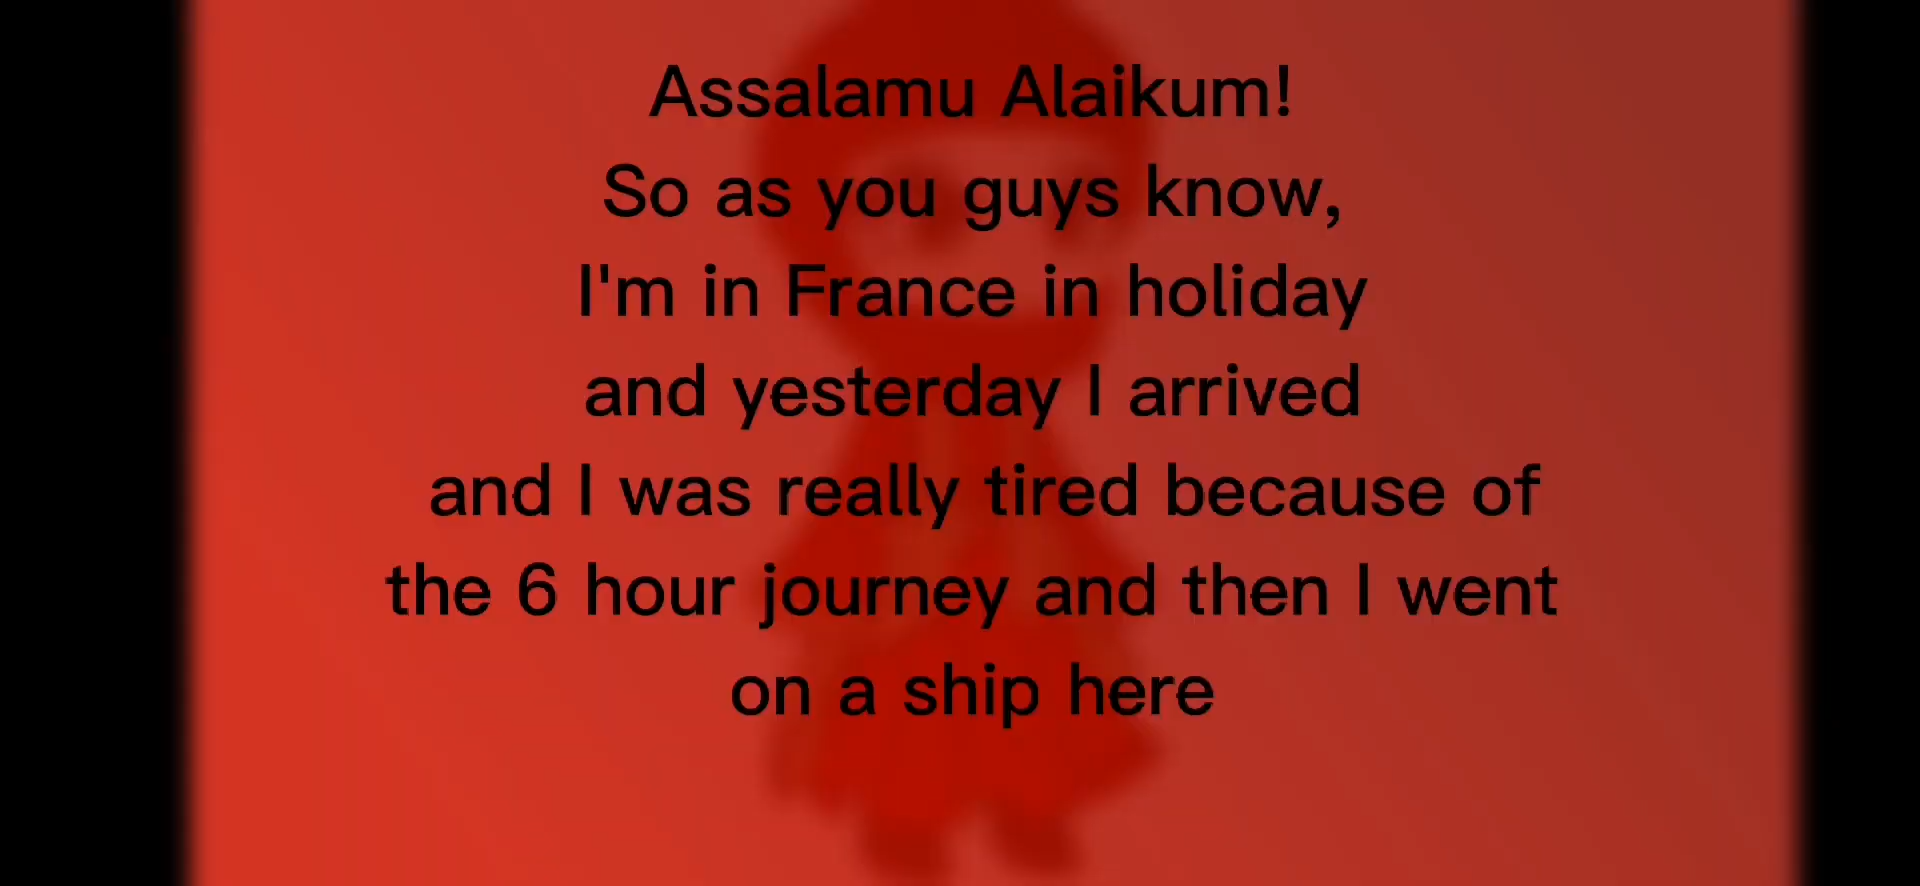 Assalamu Alaikum!
So as you guys know,
I'm in France in holiday
and yesterday I arrived
and I was really tired because of
the 6 hour journey and then I went
on a ship here